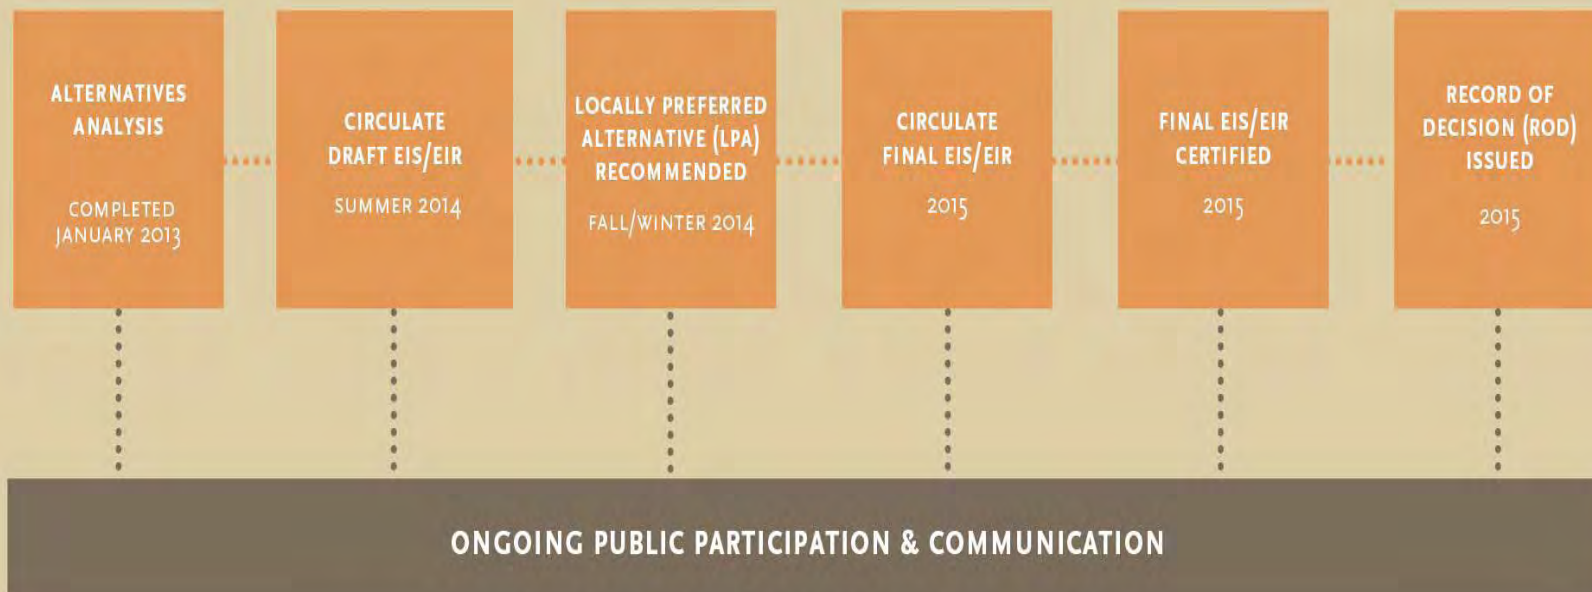 ALTERNATIVES
ANALYSIS
COMPLETED
JANUARY 2013
CIRCULATE
DRAFT EIS/EIR
SUMMER 2014
LOCALLY PREFERRED
ALTERNATIVE (LPA)
RECOMMENDED
FALL/WINTER 2014
CIRCULATE
FINAL EIS/EIR
2015
FINAL EIS/EIR
CERTIFIED
2015
RECORD OF
DECISION (ROD)
ISSUED
2015
ONGOING PUBLIC PARTICIPATION & COMMUNICATION